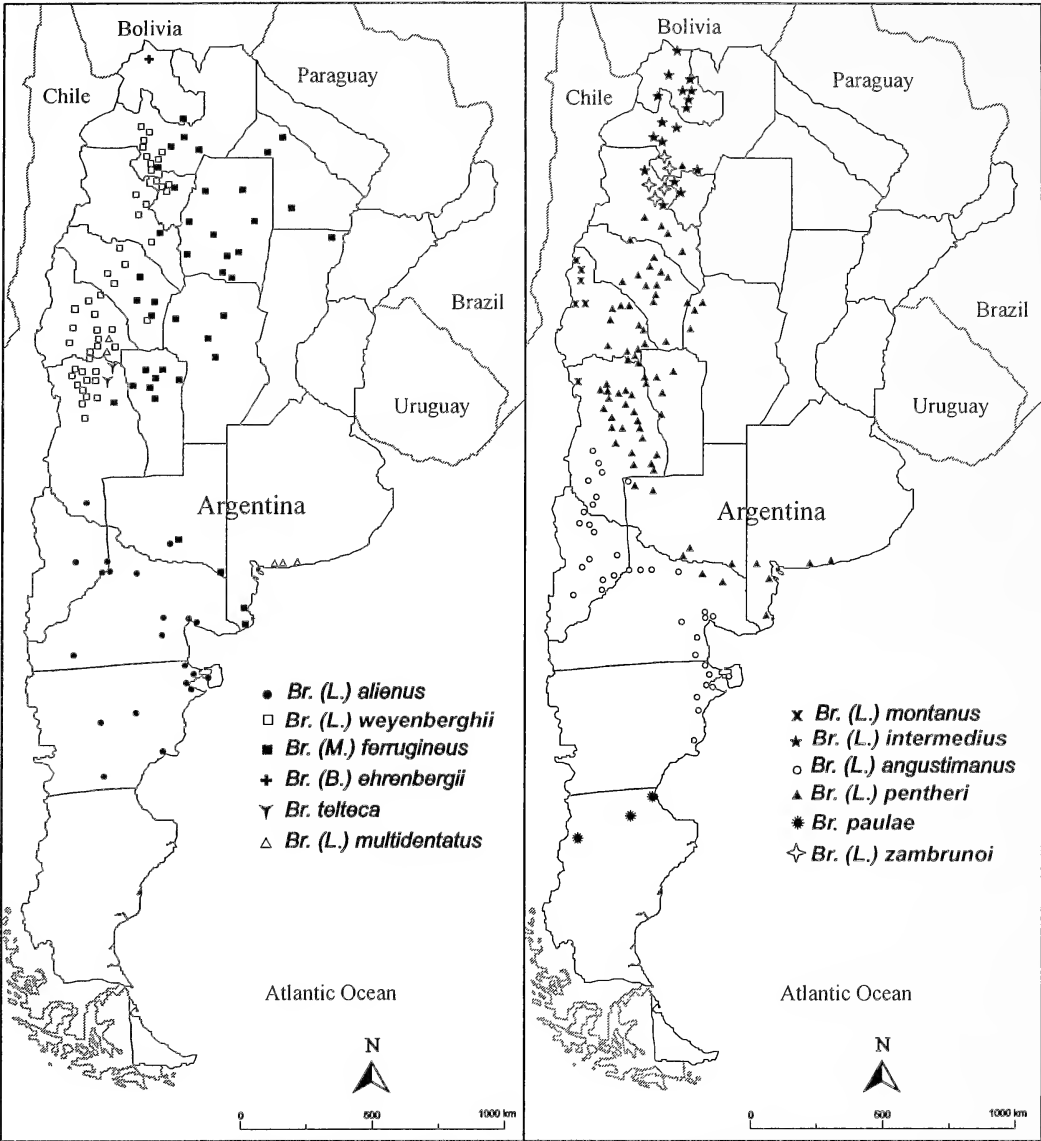 Bolivia
Paraguay
Chile
Brazil
Uruguay
Argentina
Br. (L.) alienus
Br. (L.) weyenberghii
Br. (M.) ferrugineus
Br. (B.) ehrenbergii
Br. telteca
Br. (L.) multidentatus
Atlantic Ocean
N
0 500 1000 km
Bolivia
Paraguay
Chile
Brazil
Uruguay
Argentina
Br. (L.) montanus
Br. (L.) intermedius
Br. (L.) angustimanus
Br. (L.) pentheri
Br. paulae
Br. (L.) zambrunoi
Atlantic Ocean
N
0 500 1000 km